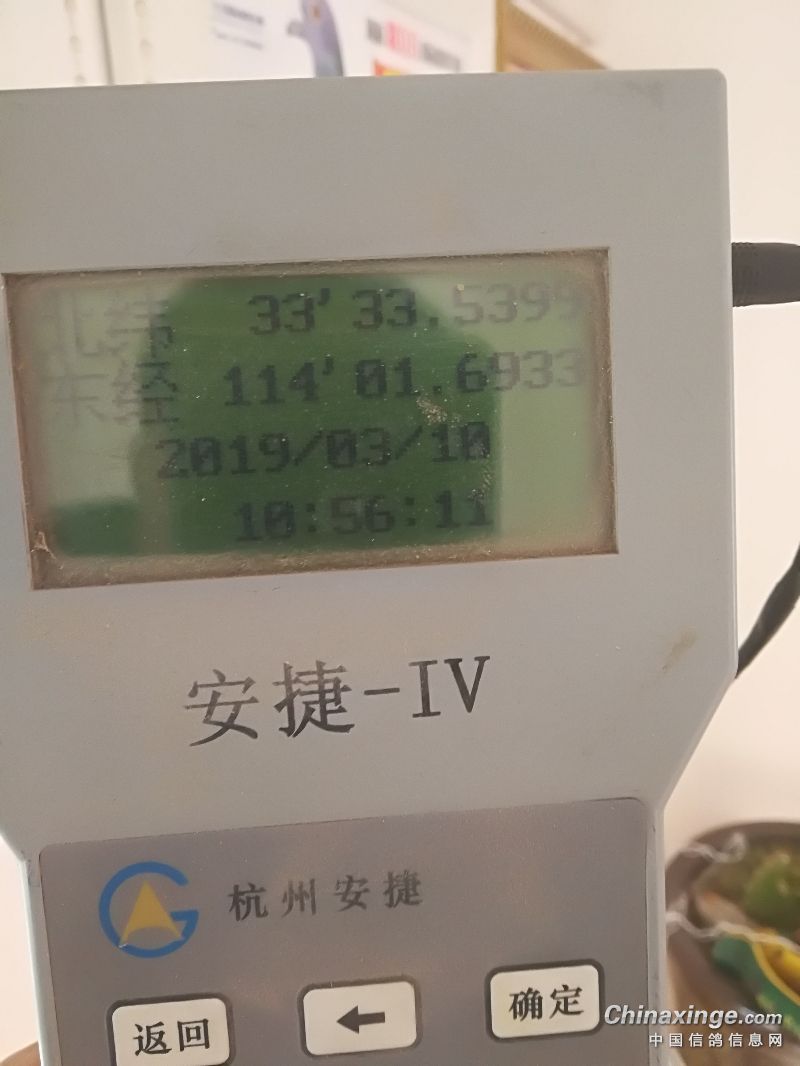 北纬 33'33.5399
东经 114'01.6933
2019/03/10
10:56:11
安捷-IV
杭州安捷
返回
确定
Chinaxinge.com
中国信鸽信息网